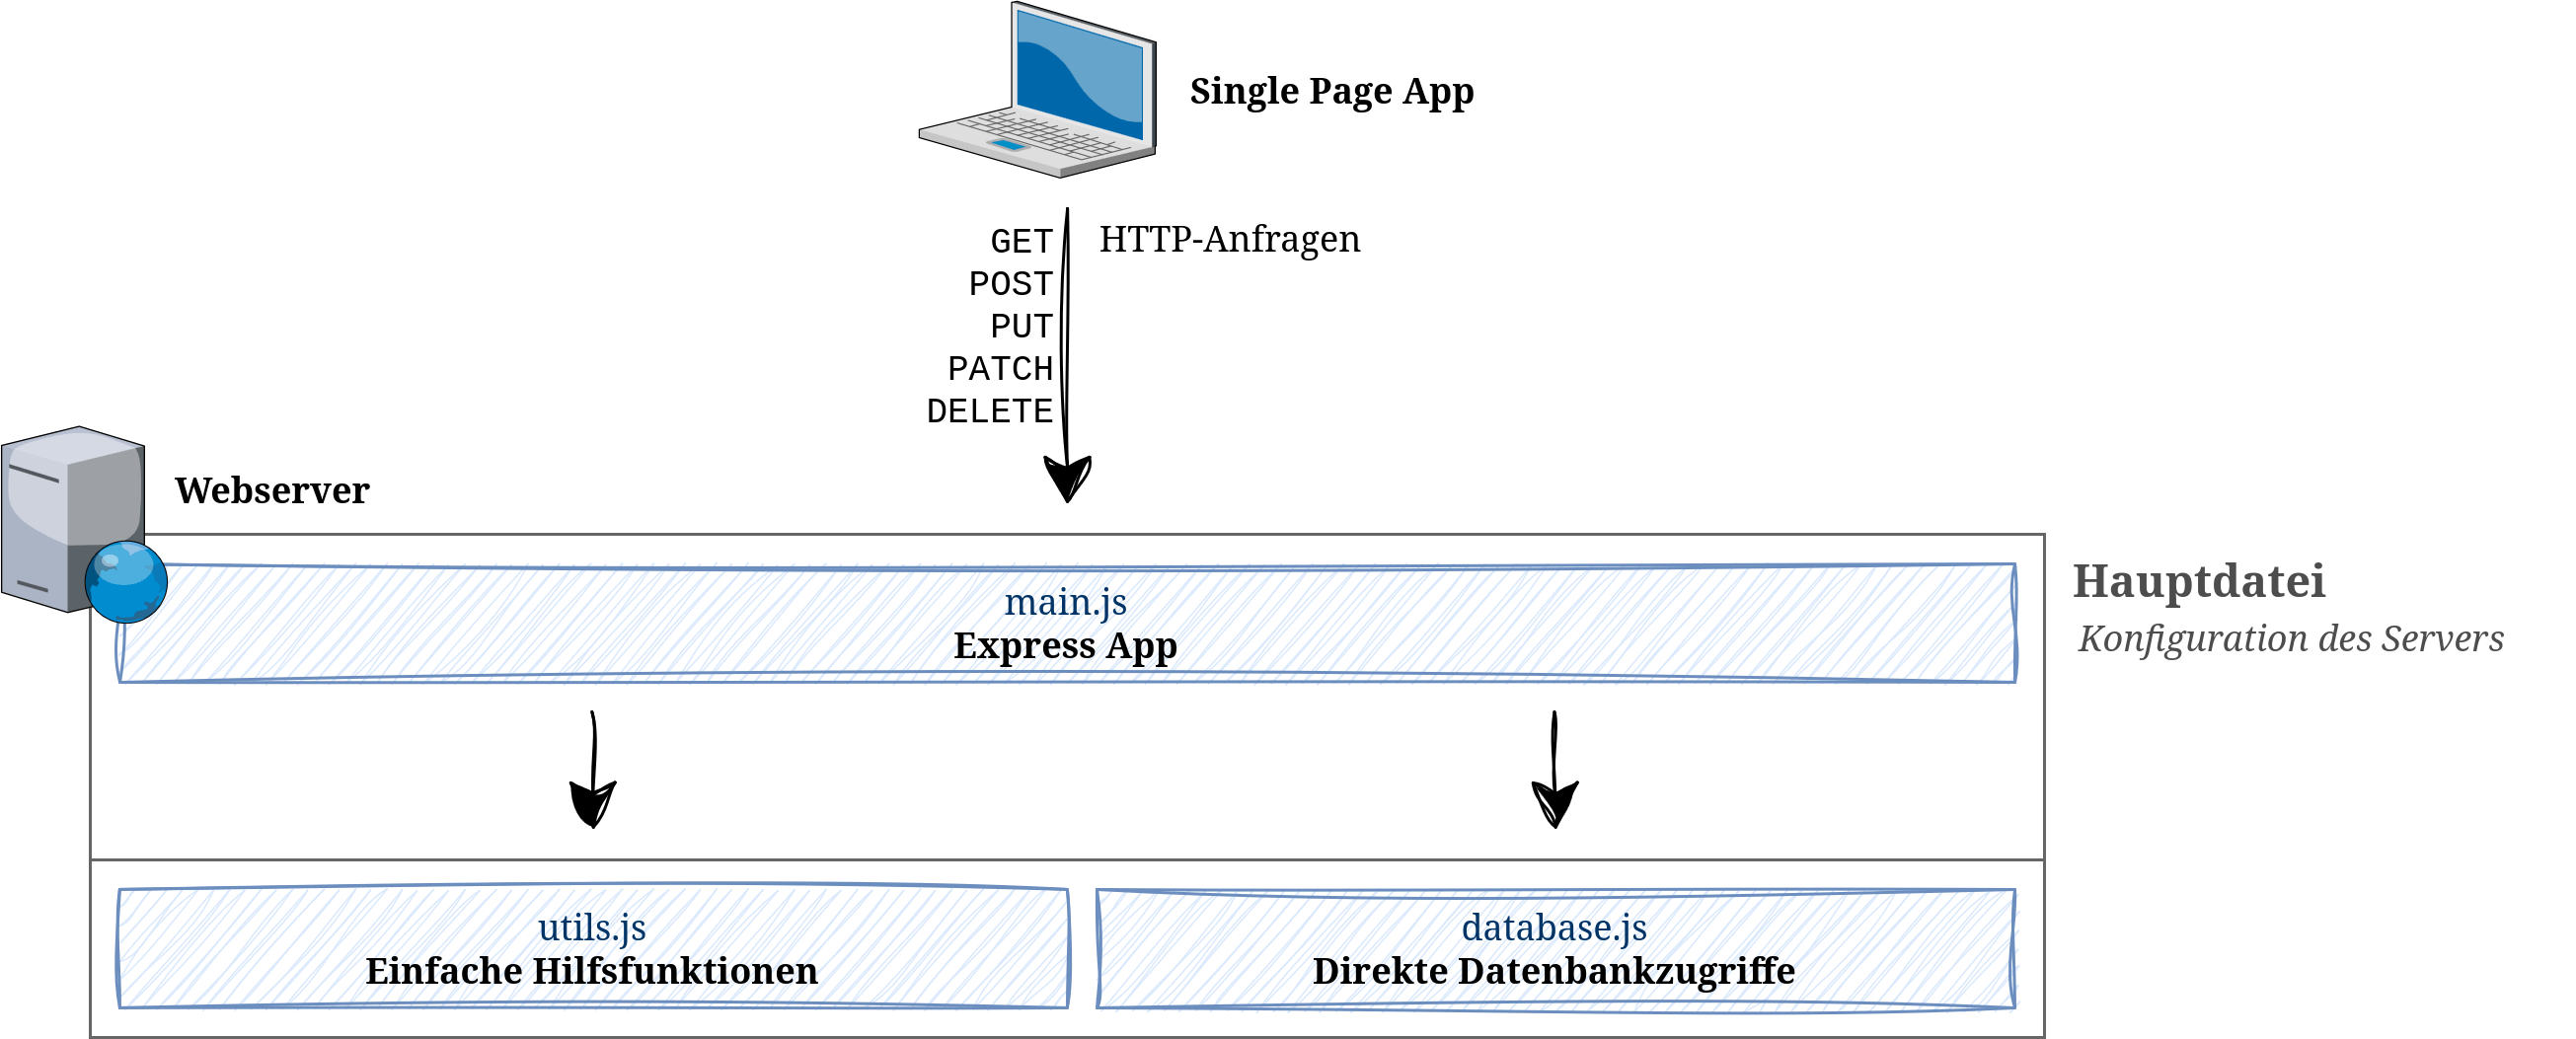 Single Page App
HTTP-Anfragen
GET
POST
PUT
PATCH
DELETE
Webserver
main.js
Express App
Hauptdatei
Konfiguration des Servers
utils.js
Einfache Hilfsfunktionen
database.js
Direkte Datenbankzugriffe